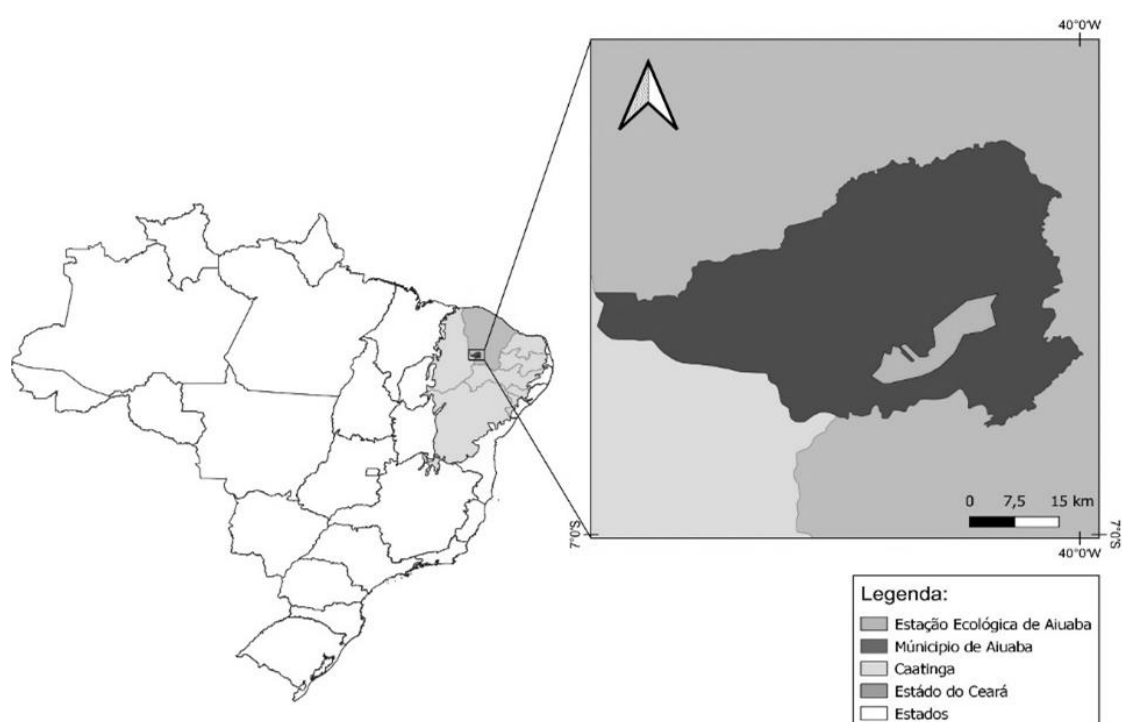 40°0'W
0 7,5 15 km
7°0'S
7°0'S
40°0'W
Legenda:
Estação Ecológica de Aiuaba
Múnicipio de Aiuaba
Caatinga
Estádo do Ceará
Estados